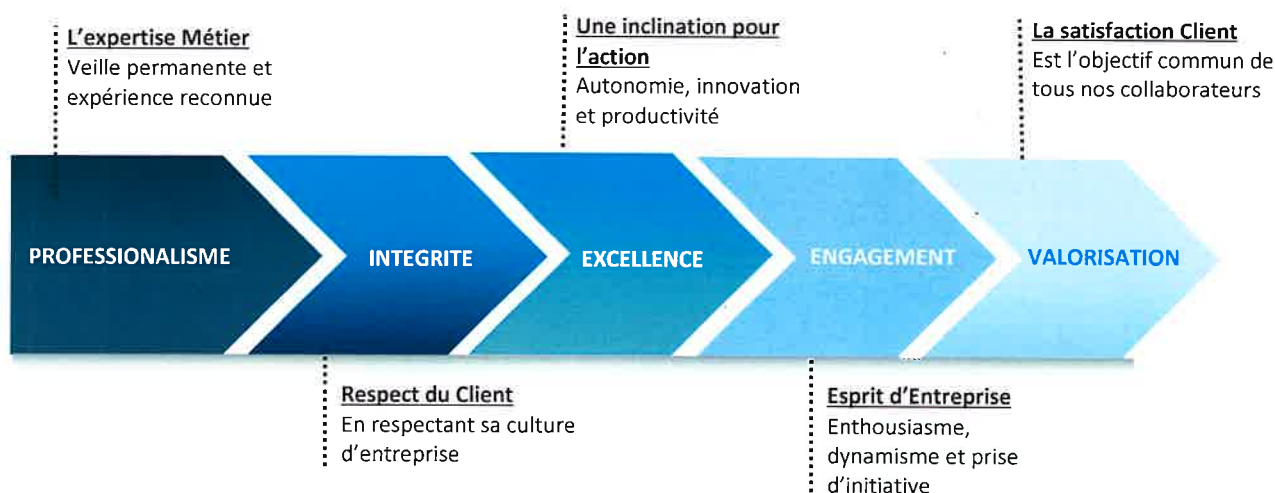 L'expertise Métier
Veille permanente et
expérience reconnue
Une inclination pour
l'action
Autonomie, innovation
et productivité
La satisfaction Client
Est l'objectif commun de
tous nos collaborateurs
PROFESSIONALISME
INTEGRITE
EXCELLENCE
ENGAGEMENT
VALORISATION
Respect du Client
En respectant sa culture
d'entreprise
Esprit d'Entreprise
Enthousiasme,
dynamisme et prise
d'initiative